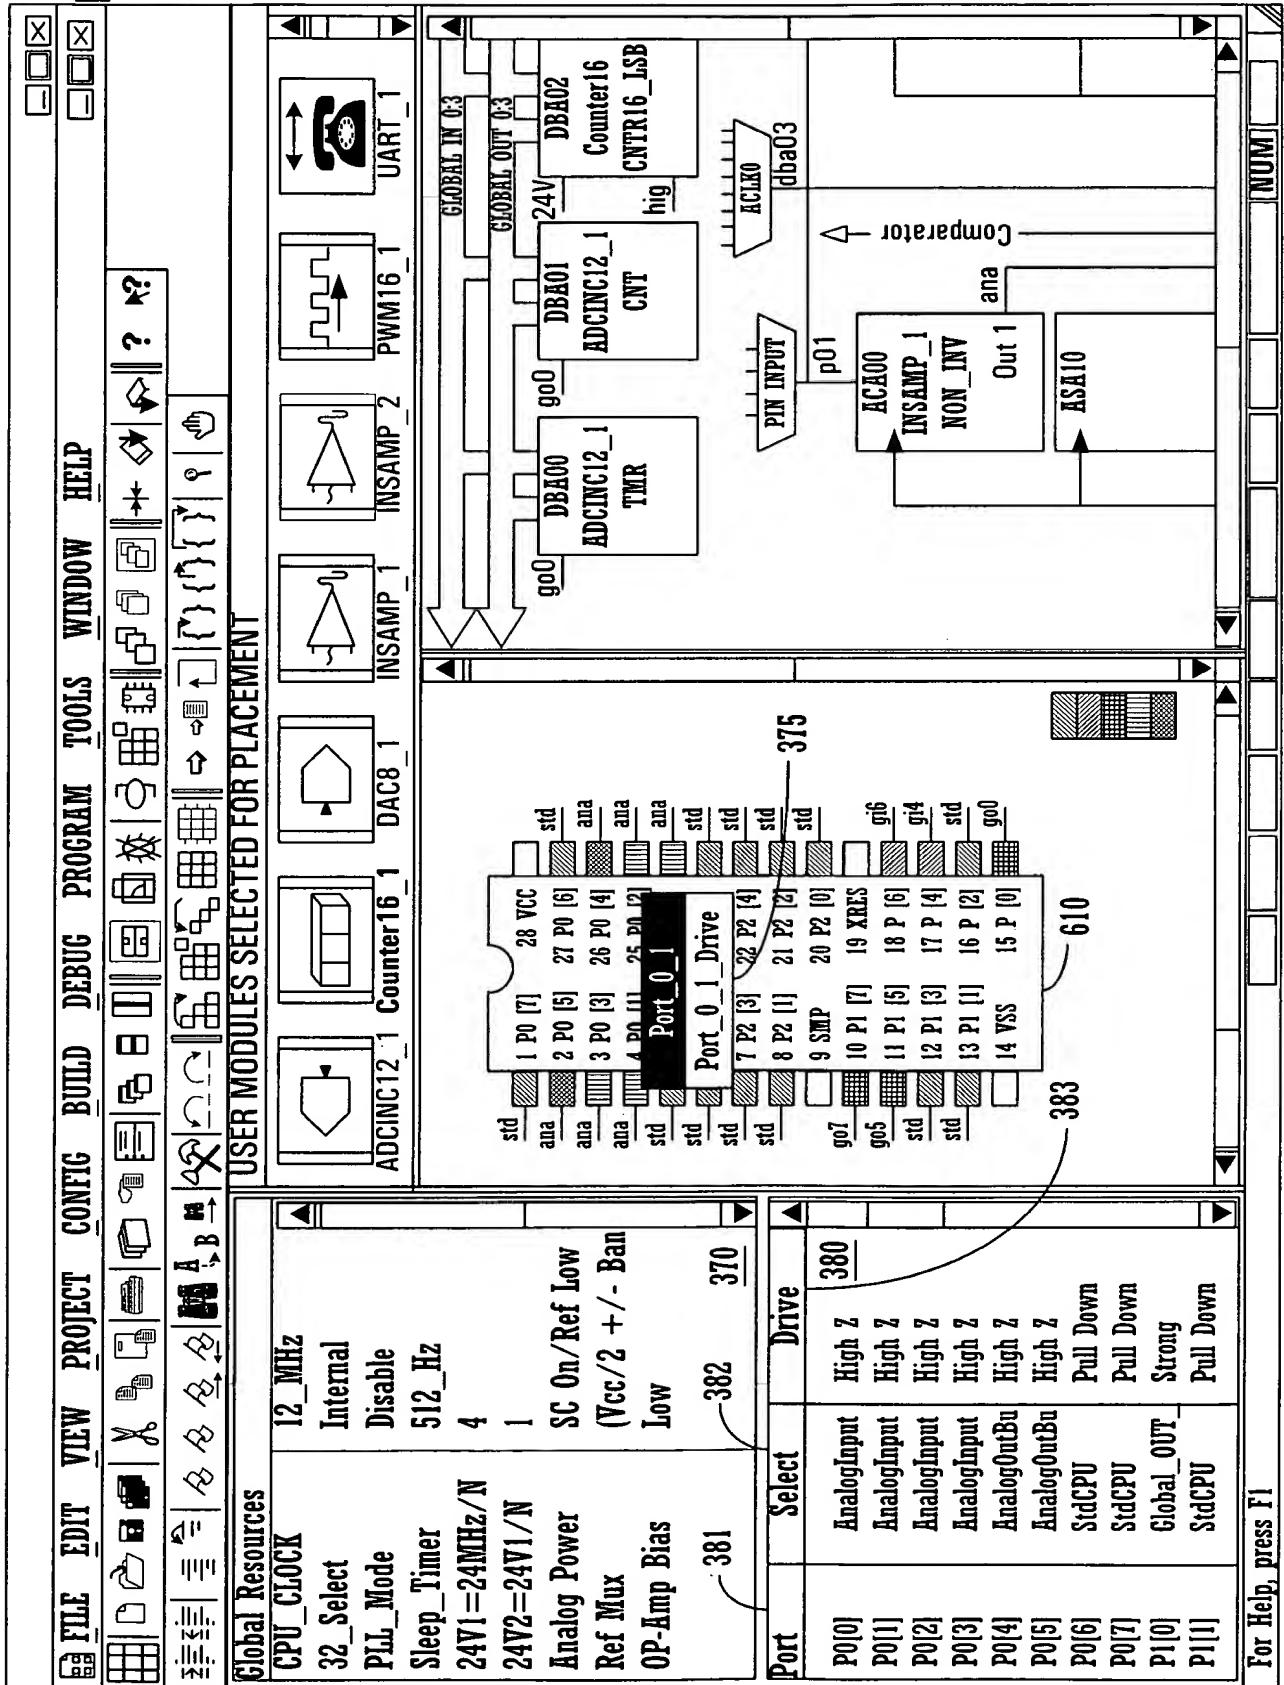 FILE EDIT VIEW PROJECT CONFIG BUILD DEBUG PROGRAM TOOLS WINDOW HELP
A
B
? ?
Global Resources
CPU_CLOCK 12_MHz
32_Select Internal
PLL_Mode Disable
Sleep_Timer 512_Hz
24V1=24MHz/N 4
24V2=24V1/N 1
Analog Power SC On/Ref Low
Ref Mux (Vcc/2 +/- Ban
OP-Amp Bias Low
370
381
382
Port Select Drive
380
P0[0] AnalogInput High Z
P0[1] AnalogInput High Z
P0[2] AnalogInput High Z
P0[3] AnalogInput High Z
P0[4] AnalogOutBu High Z
P0[5] AnalogOutBu High Z
P0[6] StdCPU Pull Down
P0[7] StdCPU Pull Down
P1[0] Global_OUT_ Strong
P1[1] StdCPU Pull Down
383
For Help, press F1
NUM
USER MODULES SELECTED FOR PLACEMENT
ADCINC12_1 Counter16_1 DAC8_1 INSAMP_1 INSAMP_2 PWM16_1 UART_1
std 1 P0 [7] 28 VCC
ana 2 P0 [5] 27 P0 [6] std
ana 3 P0 [3] 26 P0 [4] ana
ana 4 P0 [1] 25 P0 [2] ana
Port_0_1
std ana
Port_0_1_Drive
std std
std 7 P2 [3] 22 P2 [4] std
std 8 P2 [1] 21 P2 [2] std
9 SMP 20 P2 [0] std
go7 10 P1 [7] 19 XRES
go5 11 P1 [5] 18 P [6] gi6
std 12 P1 [3] 17 P [4] gi4
std 13 P1 [1] 16 P [2] std
14 VSS 15 P [0] go0
375
610
GLOBAL IN 0:3
GLOBAL OUT 0:3
go0
DBA00
ADCINC12_1
TMR
go0
DBA01
ADCINC12_1
CNT
24V
hig
DBA02
Counter16
CNTR16_LSB
PIN INPUT
p01
ACLK0
dba03
ACA00
INSAMP_1
NON_INV
Out 1
ana
Comparator
ASA10